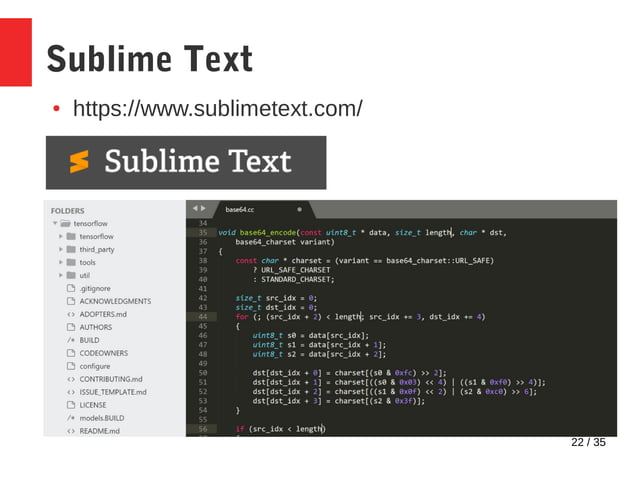 Sublime Text
• https://www.sublimetext.com/
Sublime Text
FOLDERS
tensorflow
tensorflow
third_party
tools
util
.gitignore
ACKNOWLEDGMENTS
<> ADOPTERS.md
AUTHORS
/* BUILD
CODEOWNERS
configure
<> CONTRIBUTING.md
<> ISSUE_TEMPLATE.md
LICENSE
/* models.BUILD
<> README.md
base64.cc
34
35 void base64_encode(const uint8_t * data, size_t length, char * dst,
36 base64_charset variant)
37 {
38 const char * charset = (variant == base64_charset::URL_SAFE)
39 ? URL_SAFE_CHARSET
40 : STANDARD_CHARSET;
41
42 size_t src_idx = 0;
43 size_t dst_idx = 0;
44 for (; (src_idx + 2) < length; src_idx += 3, dst_idx += 4)
45 {
46 uint8_t s0 = data[src_idx];
47 uint8_t s1 = data[src_idx + 1];
48 uint8_t s2 = data[src_idx + 2];
49
50 dst[dst_idx + 0] = charset[(s0 & 0xfc) >> 2];
51 dst[dst_idx + 1] = charset[((s0 & 0x03) << 4) | ((s1 & 0xf0) >> 4)];
52 dst[dst_idx + 2] = charset[((s1 & 0x0f) << 2) | (s2 & 0xc0) >> 6];
53 dst[dst_idx + 3] = charset[(s2 & 0x3f)];
54 }
55
56 if (src_idx < length)
22 / 35